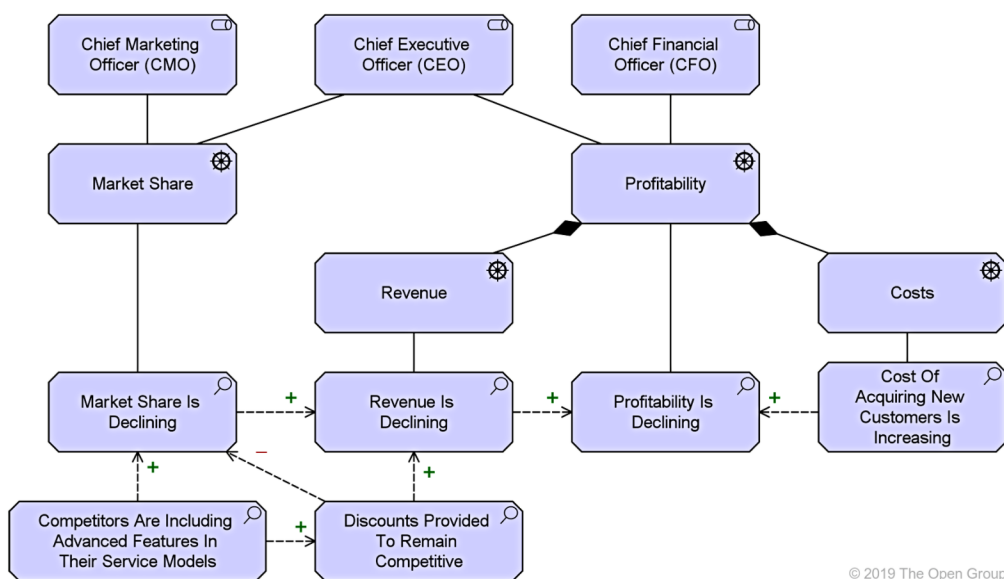 Chief Marketing
Officer (CMO)
Chief Executive
Officer (CEO)
Chief Financial
Officer (CFO)
Market Share
Profitability
Revenue
Costs
Market Share Is
Declining
+
Revenue Is
Declining
+
Profitability Is
Declining
+
Cost Of
Acquiring New
Customers Is
Increasing
+
–
+
Competitors Are Including
Advanced Features In
Their Service Models
+
Discounts Provided
To Remain
Competitive
© 2019 The Open Group